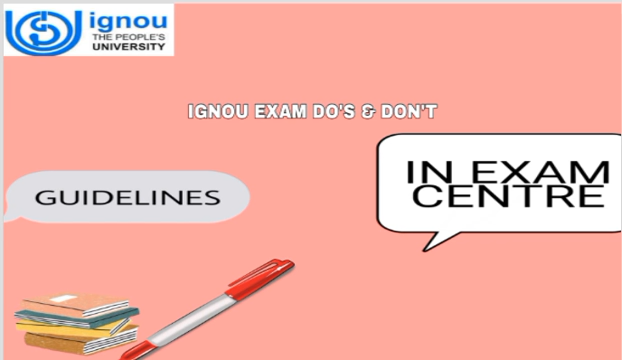 ignou
THE PEOPLE'S
UNIVERSITY
IGNOU EXAM DO'S & DON'T
GUIDELINES
IN EXAM
CENTRE